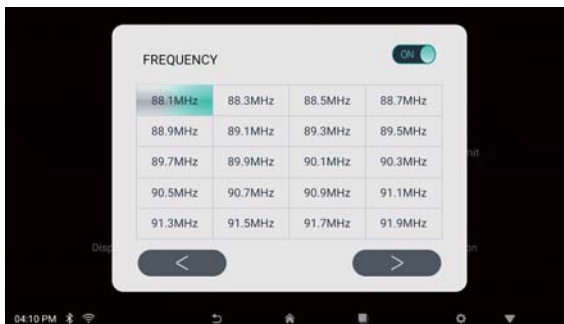 FREQUENCY ON
88.1MHz 88.3MHz 88.5MHz 88.7MHz
88.9MHz 89.1MHz 89.3MHz 89.5MHz
89.7MHz 89.9MHz 90.1MHz 90.3MHz
90.5MHz 90.7MHz 90.9MHz 91.1MHz
91.3MHz 91.5MHz 91.7MHz 91.9MHz
< >
04:10 PM